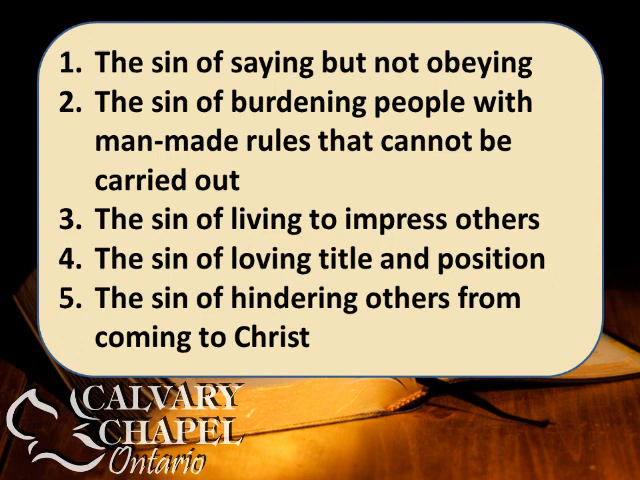 1. The sin of saying but not obeying
2. The sin of burdening people with
man-made rules that cannot be
carried out
3. The sin of living to impress others
4. The sin of loving title and position
5. The sin of hindering others from
coming to Christ
CALVARY
CHAPEL
Ontario